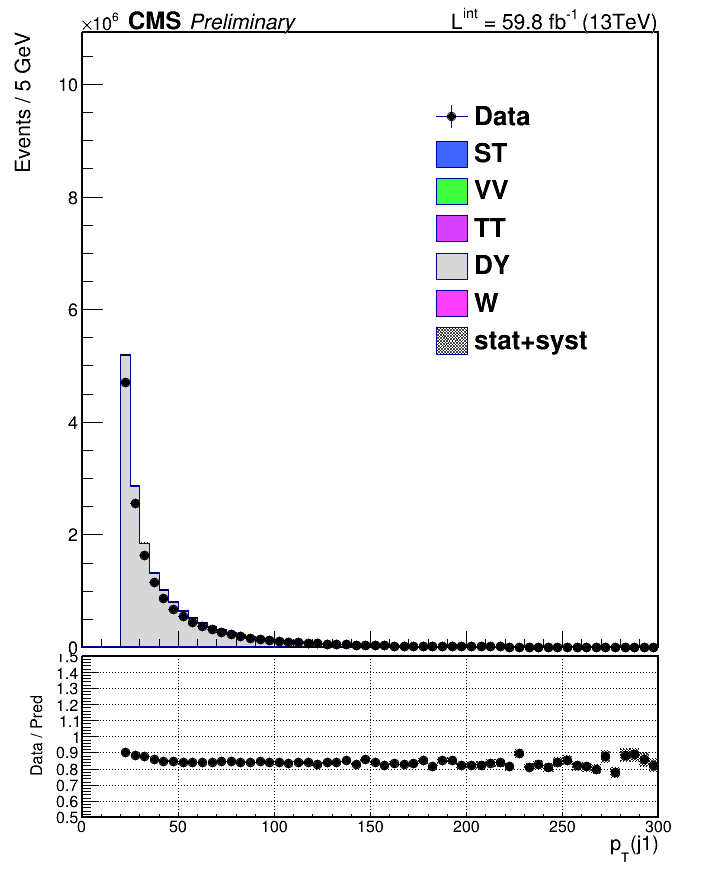 ×10⁶ CMS Preliminary L^int = 59.8 fb⁻¹ (13TeV)
Events / 5 GeV
10
8
6
4
2
0
Data
ST
VV
TT
DY
W
stat+syst
Data / Pred
1.5
1.4
1.3
1.2
1.1
1
0.9
0.8
0.7
0.6
0.5
0 50 100 150 200 250 300
p_T(j1)